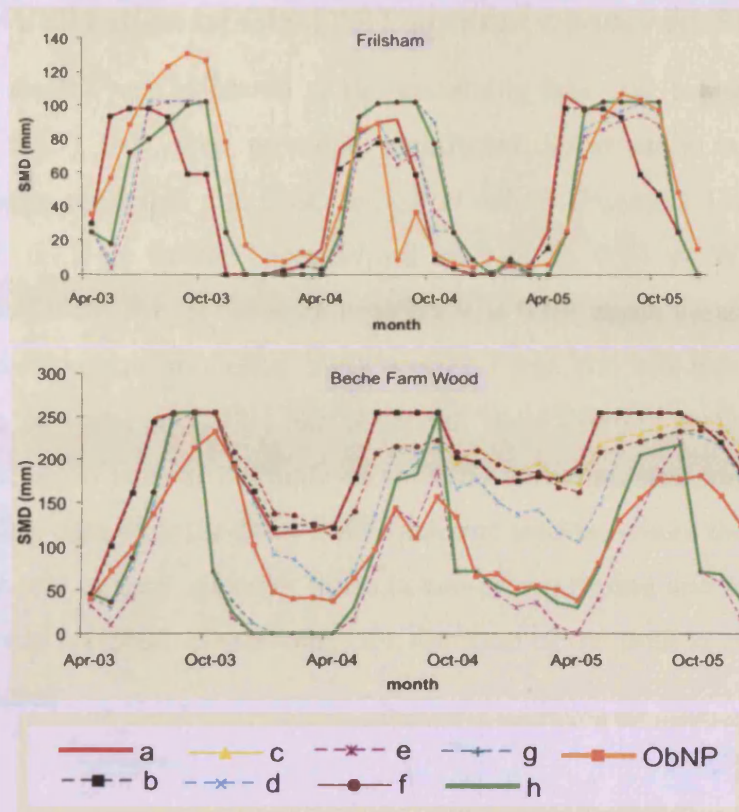 Frilsham
140
120
100
80
60
40
20
0
SMD (mm)
Apr-03 Oct-03 Apr-04 Oct-04 Apr-05 Oct-05
month
Beche Farm Wood
300
250
200
150
100
50
0
SMD (mm)
Apr-03 Oct-03 Apr-04 Oct-04 Apr-05 Oct-05
month
a c e g ObNP
b d f h